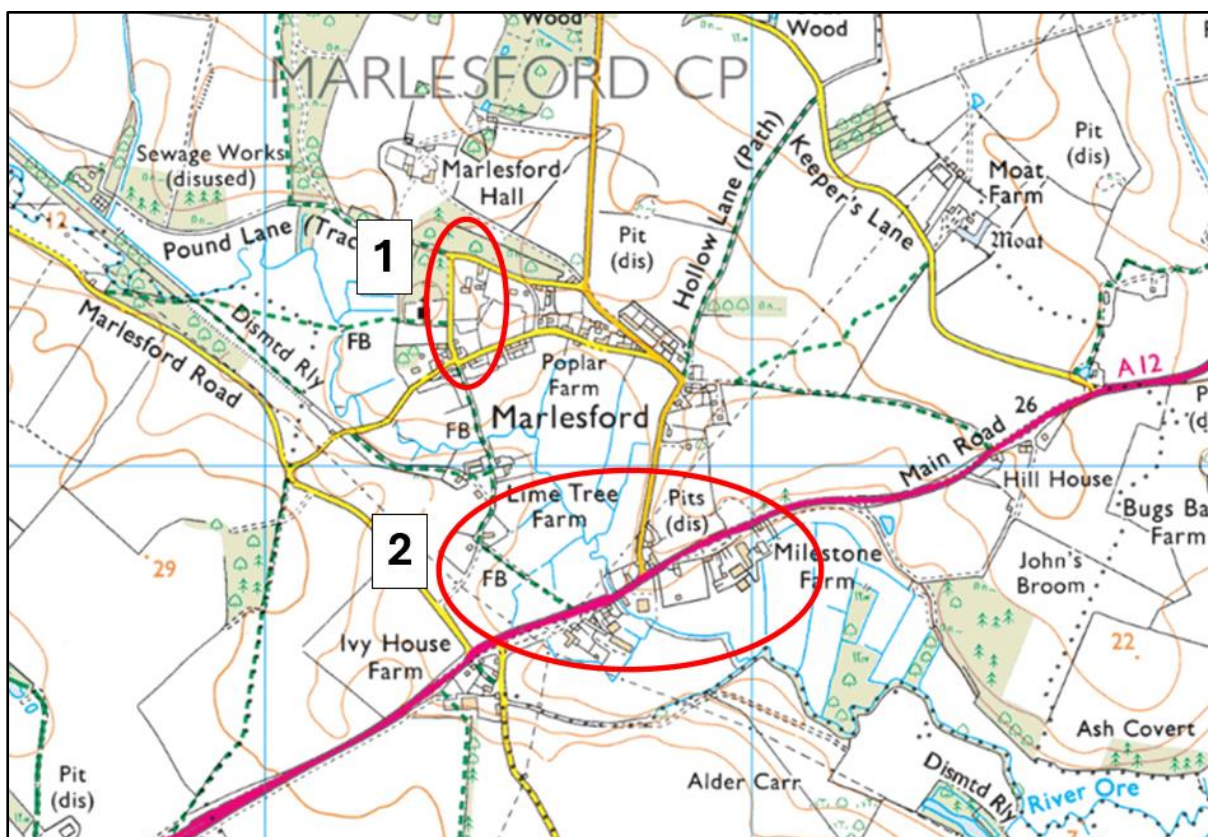 Wood
Wood
MARLESFORD CP
Sewage Works
(disused)
Marlesford
Hall
Pit
(dis)
Moat
Farm
Moat
Pit
(dis)
Hollow Lane (Path)
Keeper's Lane
12
Pound Lane (Trac
1
Pit
(dis)
Marlesford Road
Dismtd Rly
FB
Poplar
Farm
Marlesford
FB
A 12
26
Main Road
Hill House
Lime Tree
Farm
Pits
(dis)
2
Milestone
Farm
29
FB
John's
Broom
Bugs Ba
Farm
Ivy House
Farm
22
Ash Covert
Alder Carr
Dismtd Rly
River Ore
Pit
(dis)